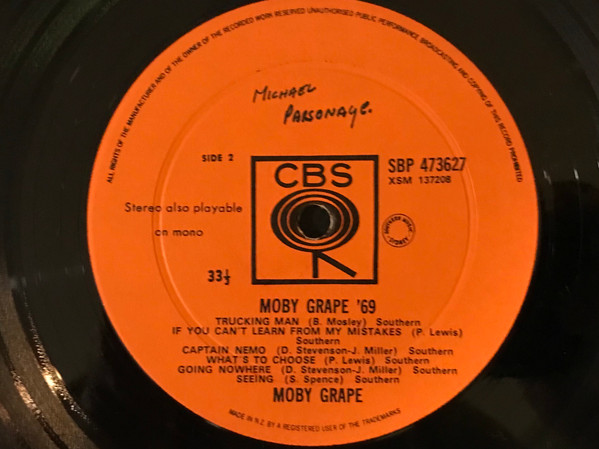 ALL RIGHTS OF THE MANUFACTURER AND OF THE OWNER OF THE RECORDED WORK RESERVED UNAUTHORISED PUBLIC PERFORMANCE BROADCASTING AND COPYING OF THIS RECORD PROHIBITED
MICHAEL
PARSONAGE.
SIDE 2
CBS
SBP 473627
XSM 137208
Stereo also playable
on mono
SOUTHERN MUSIC
SYDNEY
33⅓
MOBY GRAPE '69
TRUCKING MAN (B. Mosley) Southern
IF YOU CAN'T LEARN FROM MY MISTAKES (P. Lewis)
Southern
CAPTAIN NEMO (D. Stevenson-J. Miller) Southern
WHAT'S TO CHOOSE (P. Lewis) Southern
GOING NOWHERE (D. Stevenson-J. Miller) Southern
SEEING (S. Spence) Southern
MOBY GRAPE
MADE IN N.Z. BY A REGISTERED USER OF THE TRADEMARKS